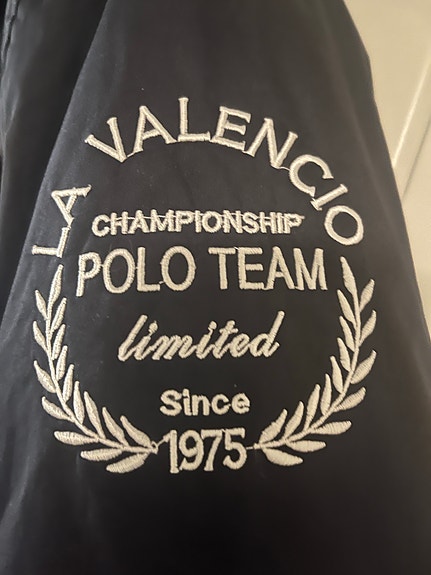 LA VALENCIO
CHAMPIONSHIP
POLO TEAM
limited
Since
1975